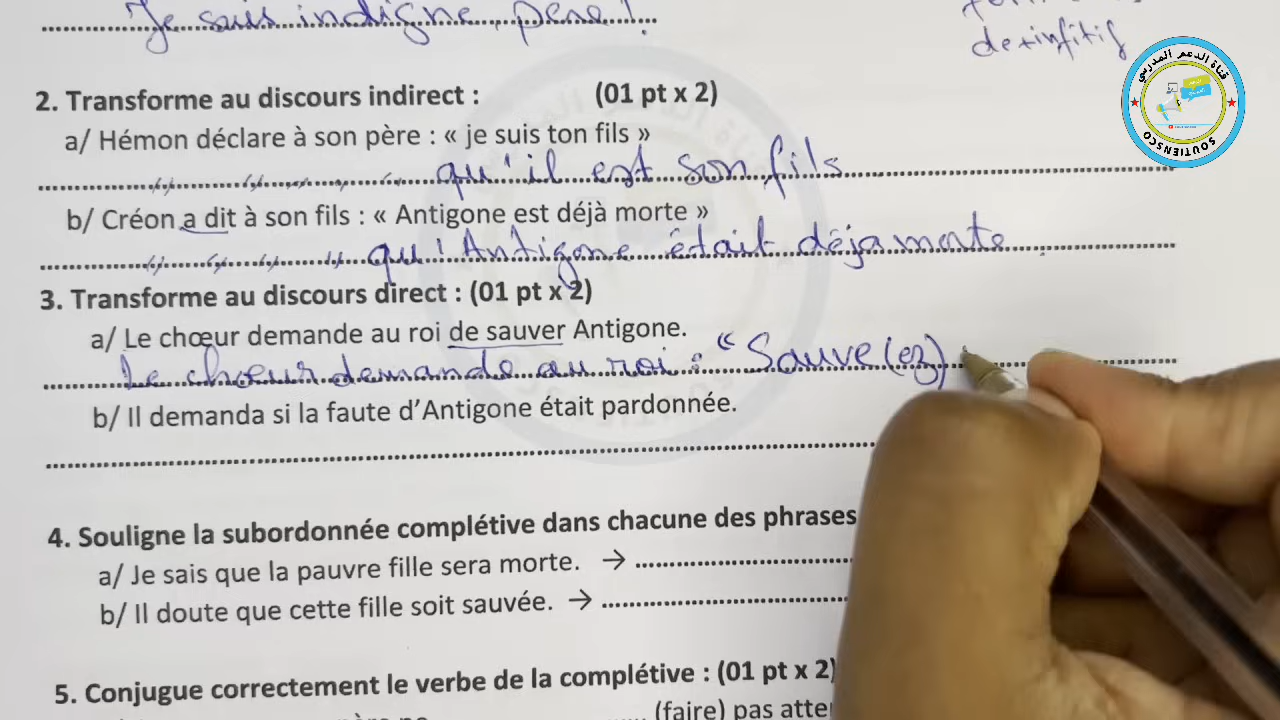 Je suis indigne, père !
de+infitif
2. Transforme au discours indirect : (01 pt x 2)
a/ Hémon déclare à son père : « je suis ton fils »
qu'il est son fils
b/ Créon a dit à son fils : « Antigone est déjà morte »
qu'Antigone était déjà morte.
3. Transforme au discours direct : (01 pt x 2)
a/ Le chœur demande au roi de sauver Antigone.
Le chœur demande au roi : « Sauve(ez)
b/ Il demanda si la faute d'Antigone était pardonnée.
4. Souligne la subordonnée complétive dans chacune des phrases
a/ Je sais que la pauvre fille sera morte. →
b/ Il doute que cette fille soit sauvée. →
5. Conjugue correctement le verbe de la complétive : (01 pt x 2)
(faire) pas
قناة الدعم المدرسي
SOUTIENSCO